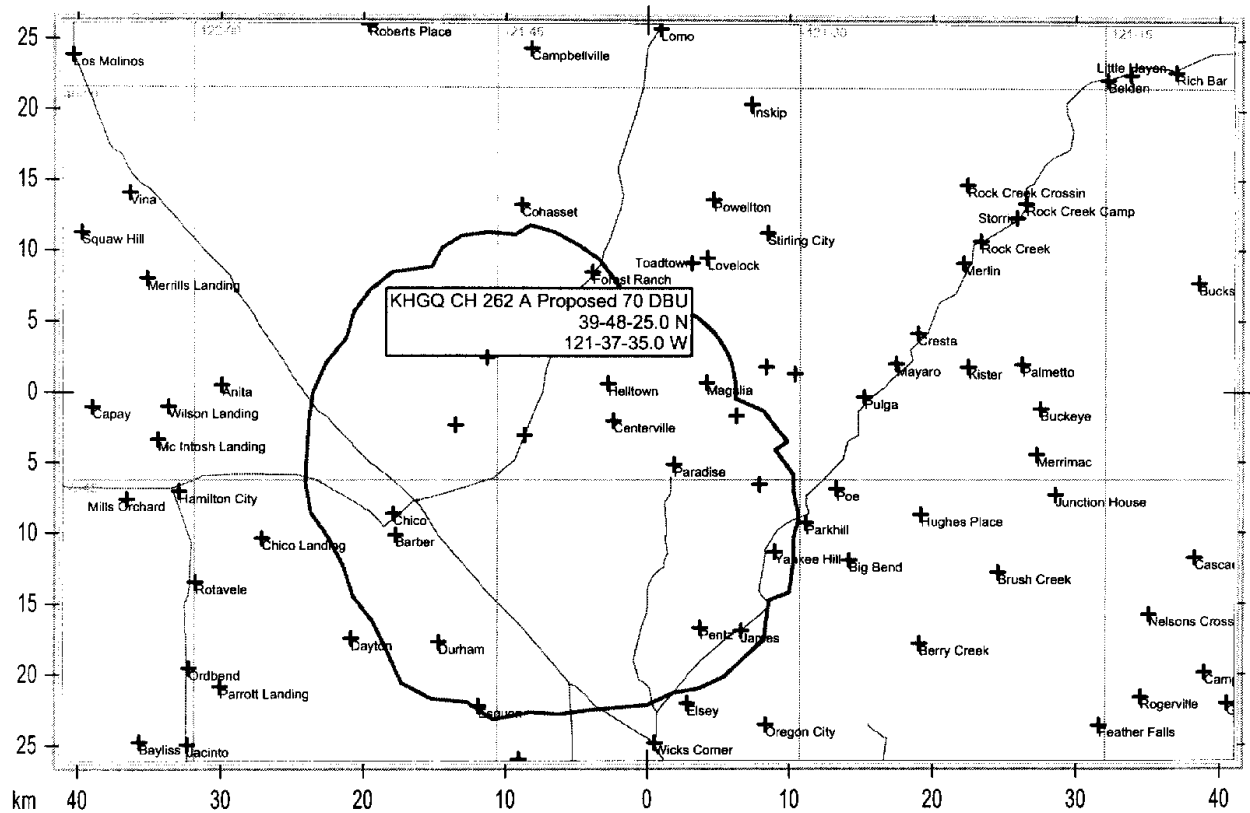 25
20
15
10
5
0
5
10
15
20
25
km
40
30
20
10
0
10
20
30
40
121-45
121-30
121-15
Roberts Place
Lomo
Campbellville
Los Molinos
Little Haven
Rich Bar
Belden
Inskip
Vina
Squaw Hill
Merrills Landing
Cohasset
Powellton
Stirling City
Toadtown
Lovelock
Forest Ranch
Rock Creek Crossin
Rock Creek Camp
Storrie
Rock Creek
Merlin
Bucks
KHGQ CH 262 A Proposed 70 DBU
39-48-25.0 N
121-37-35.0 W
Cresta
Mayaro
Kister
Palmetto
Anita
Capay
Wilson Landing
Mc Intosh Landing
Helltown
Magalia
Centerville
Pulga
Buckeye
Merrimac
Paradise
Hamilton City
Mills Orchard
Poe
Junction House
Chico
Barber
Chico Landing
Parkhill
Hughes Place
Yankee Hill
Big Bend
Brush Creek
Cascad
Rotavele
Nelsons Cross
Pentz
James
Dayton
Durham
Berry Creek
Ordbend
Parrott Landing
Camp
Rogerville
Esquon
Elsey
Oregon City
Feather Falls
Bayliss
Jacinto
Wicks Corner